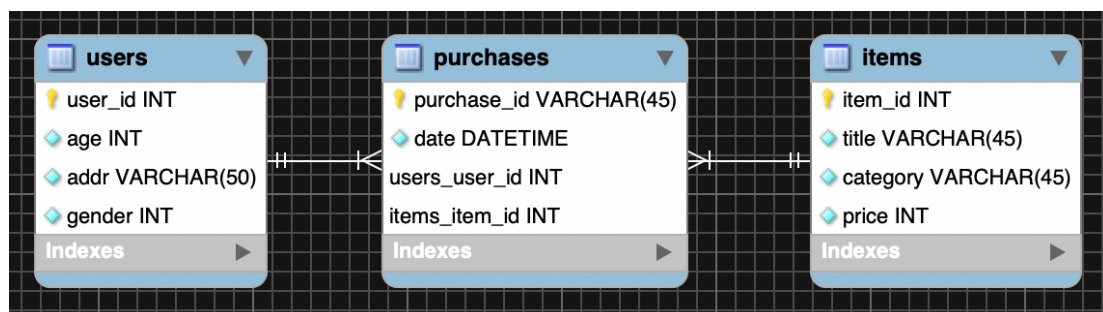 users
user_id INT
age INT
addr VARCHAR(50)
gender INT
Indexes
purchases
purchase_id VARCHAR(45)
date DATETIME
users_user_id INT
items_item_id INT
Indexes
items
item_id INT
title VARCHAR(45)
category VARCHAR(45)
price INT
Indexes